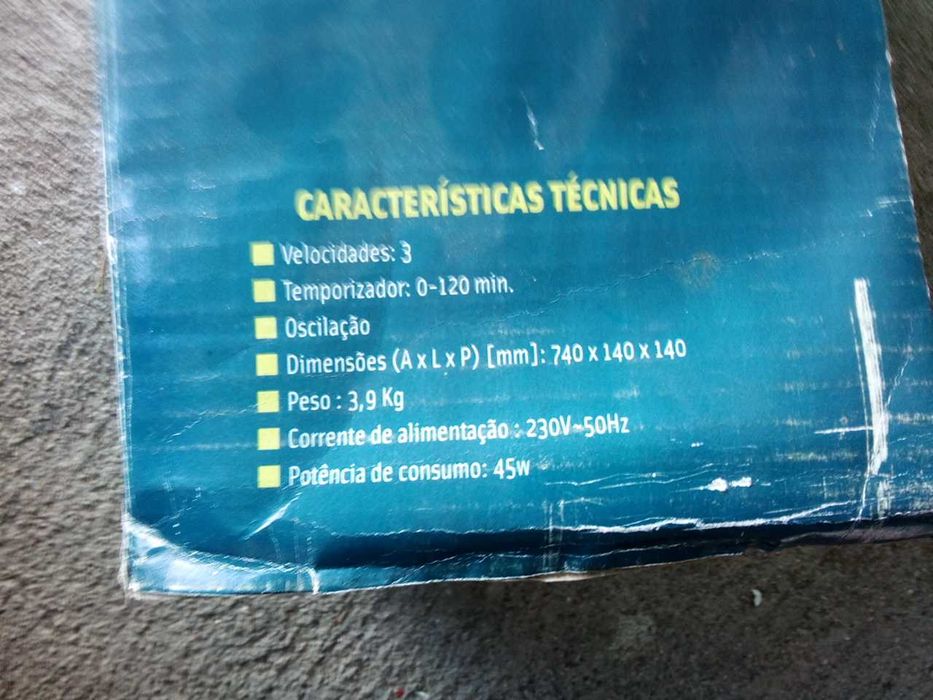 CARACTERÍSTICAS TÉCNICAS
Velocidades: 3
Temporizador: 0-120 min.
Oscilação
Dimensões (A x L x P) [mm]: 740 x 140 x 140
Peso : 3,9 Kg
Corrente de alimentação : 230V~50Hz
Potência de consumo: 45w